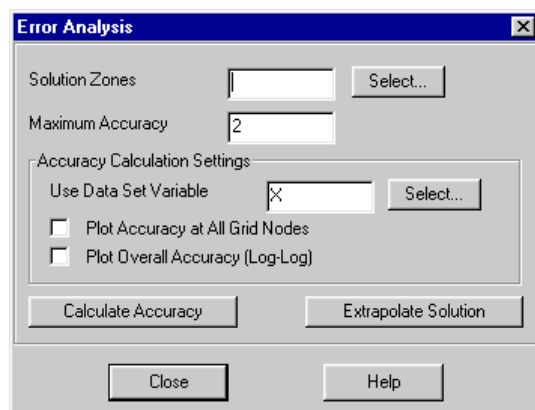 Error Analysis
Solution Zones Select...
Maximum Accuracy 2
Accuracy Calculation Settings
Use Data Set Variable X Select...
Plot Accuracy at All Grid Nodes
Plot Overall Accuracy (Log-Log)
Calculate Accuracy Extrapolate Solution
Close Help